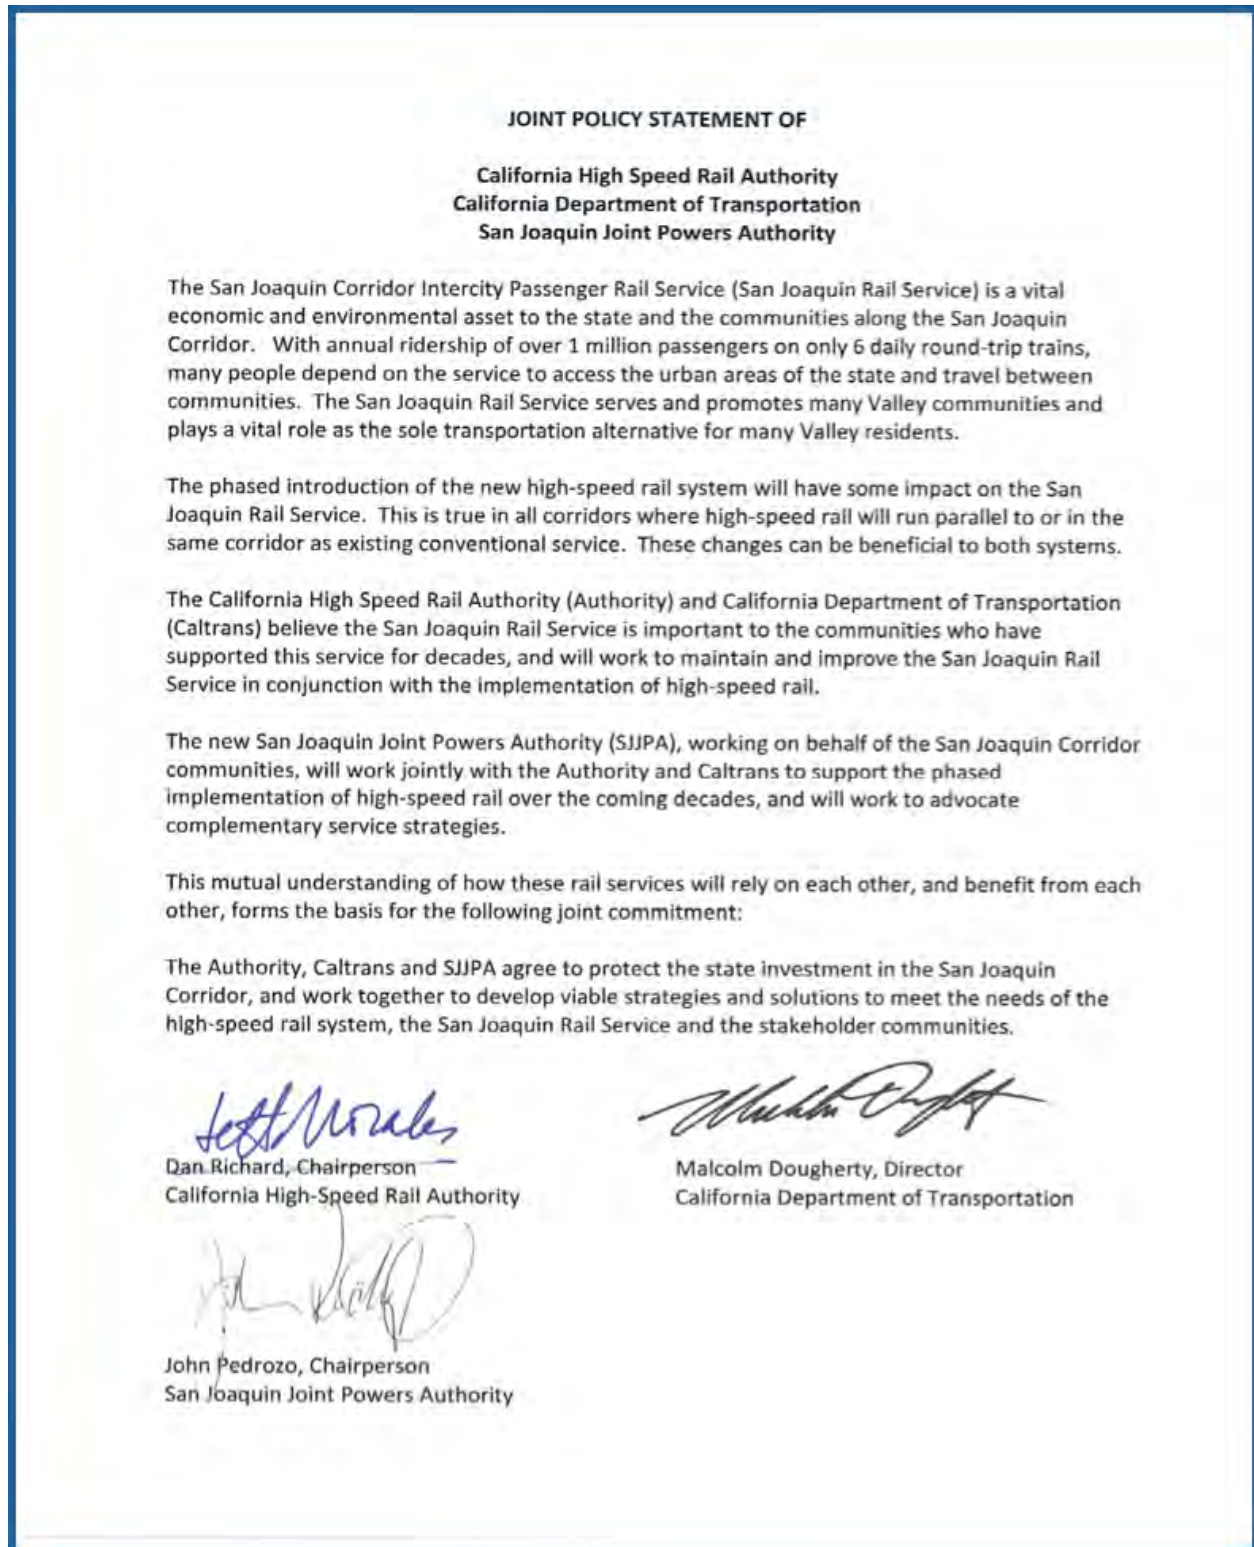 JOINT POLICY STATEMENT OF
California High Speed Rail Authority
California Department of Transportation
San Joaquin Joint Powers Authority
The San Joaquin Corridor Intercity Passenger Rail Service (San Joaquin Rail Service) is a vital
economic and environmental asset to the state and the communities along the San Joaquin
Corridor. With annual ridership of over 1 million passengers on only 6 daily round-trip trains,
many people depend on the service to access the urban areas of the state and travel between
communities. The San Joaquin Rail Service serves and promotes many Valley communities and
plays a vital role as the sole transportation alternative for many Valley residents.
The phased introduction of the new high-speed rail system will have some impact on the San
Joaquin Rail Service. This is true in all corridors where high-speed rail will run parallel to or in the
same corridor as existing conventional service. These changes can be beneficial to both systems.
The California High Speed Rail Authority (Authority) and California Department of Transportation
(Caltrans) believe the San Joaquin Rail Service is important to the communities who have
supported this service for decades, and will work to maintain and improve the San Joaquin Rail
Service in conjunction with the implementation of high-speed rail.
The new San Joaquin Joint Powers Authority (SJJPA), working on behalf of the San Joaquin Corridor
communities, will work jointly with the Authority and Caltrans to support the phased
implementation of high-speed rail over the coming decades, and will work to advocate
complementary service strategies.
This mutual understanding of how these rail services will rely on each other, and benefit from each
other, forms the basis for the following joint commitment:
The Authority, Caltrans and SJJPA agree to protect the state investment in the San Joaquin
Corridor, and work together to develop viable strategies and solutions to meet the needs of the
high-speed rail system, the San Joaquin Rail Service and the stakeholder communities.
Jeff Morales
Dan Richard, Chairperson
California High-Speed Rail Authority
Malcolm Dougherty, Director
California Department of Transportation
John
John Pedrozo, Chairperson
San Joaquin Joint Powers Authority